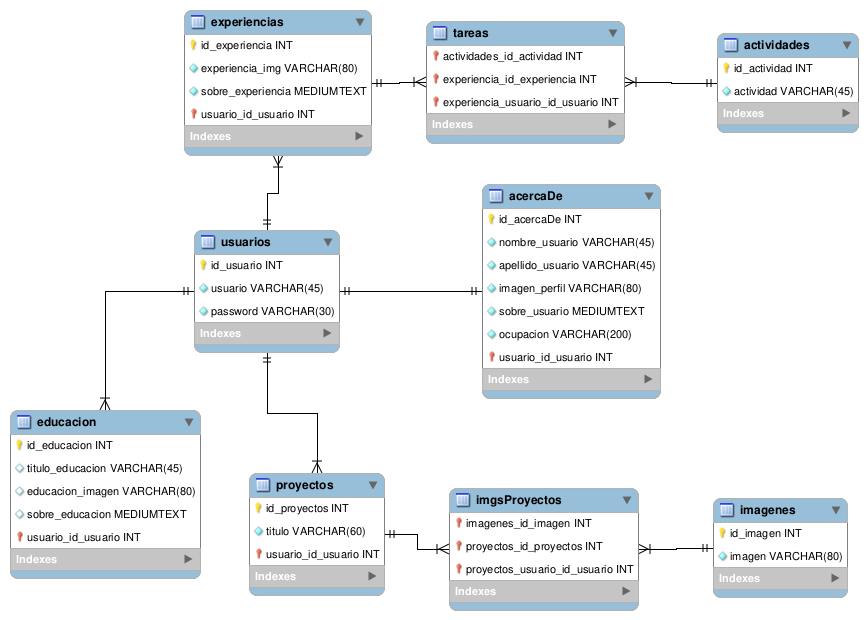 experiencias
id_experiencia INT
experiencia_img VARCHAR(80)
sobre_experiencia MEDIUMTEXT
usuario_id_usuario INT
Indexes
tareas
actividades_id_actividad INT
experiencia_id_experiencia INT
experiencia_usuario_id_usuario INT
Indexes
actividades
id_actividad INT
actividad VARCHAR(45)
Indexes
usuarios
id_usuario INT
usuario VARCHAR(45)
password VARCHAR(30)
Indexes
acercaDe
id_acercaDe INT
nombre_usuario VARCHAR(45)
apellido_usuario VARCHAR(45)
imagen_perfil VARCHAR(80)
sobre_usuario MEDIUMTEXT
ocupacion VARCHAR(200)
usuario_id_usuario INT
Indexes
educacion
id_educacion INT
titulo_educacion VARCHAR(45)
educacion_imagen VARCHAR(80)
sobre_educacion MEDIUMTEXT
usuario_id_usuario INT
Indexes
proyectos
id_proyectos INT
titulo VARCHAR(60)
usuario_id_usuario INT
Indexes
imgsProyectos
imagenes_id_imagen INT
proyectos_id_proyectos INT
proyectos_usuario_id_usuario INT
Indexes
imagenes
id_imagen INT
imagen VARCHAR(80)
Indexes